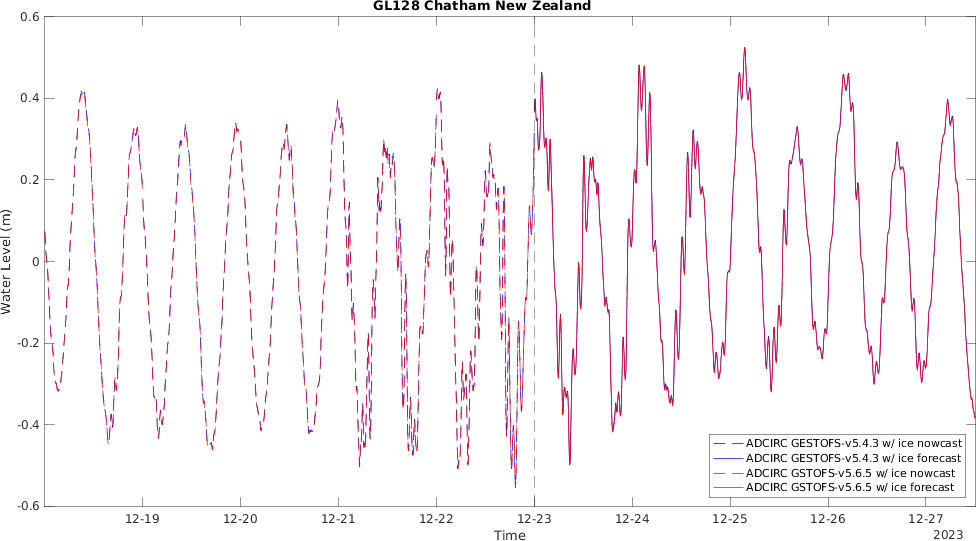 GL128 Chatham New Zealand
0.6
0.4
0.2
0
-0.2
-0.4
-0.6
Water Level (m)
ADCIRC GESTOFS-v5.4.3 w/ ice nowcast
ADCIRC GESTOFS-v5.4.3 w/ ice forecast
ADCIRC GSTOFS-v5.6.5 w/ ice nowcast
ADCIRC GSTOFS-v5.6.5 w/ ice forecast
12-19 12-20 12-21 12-22 12-23 12-24 12-25 12-26 12-27
Time
2023